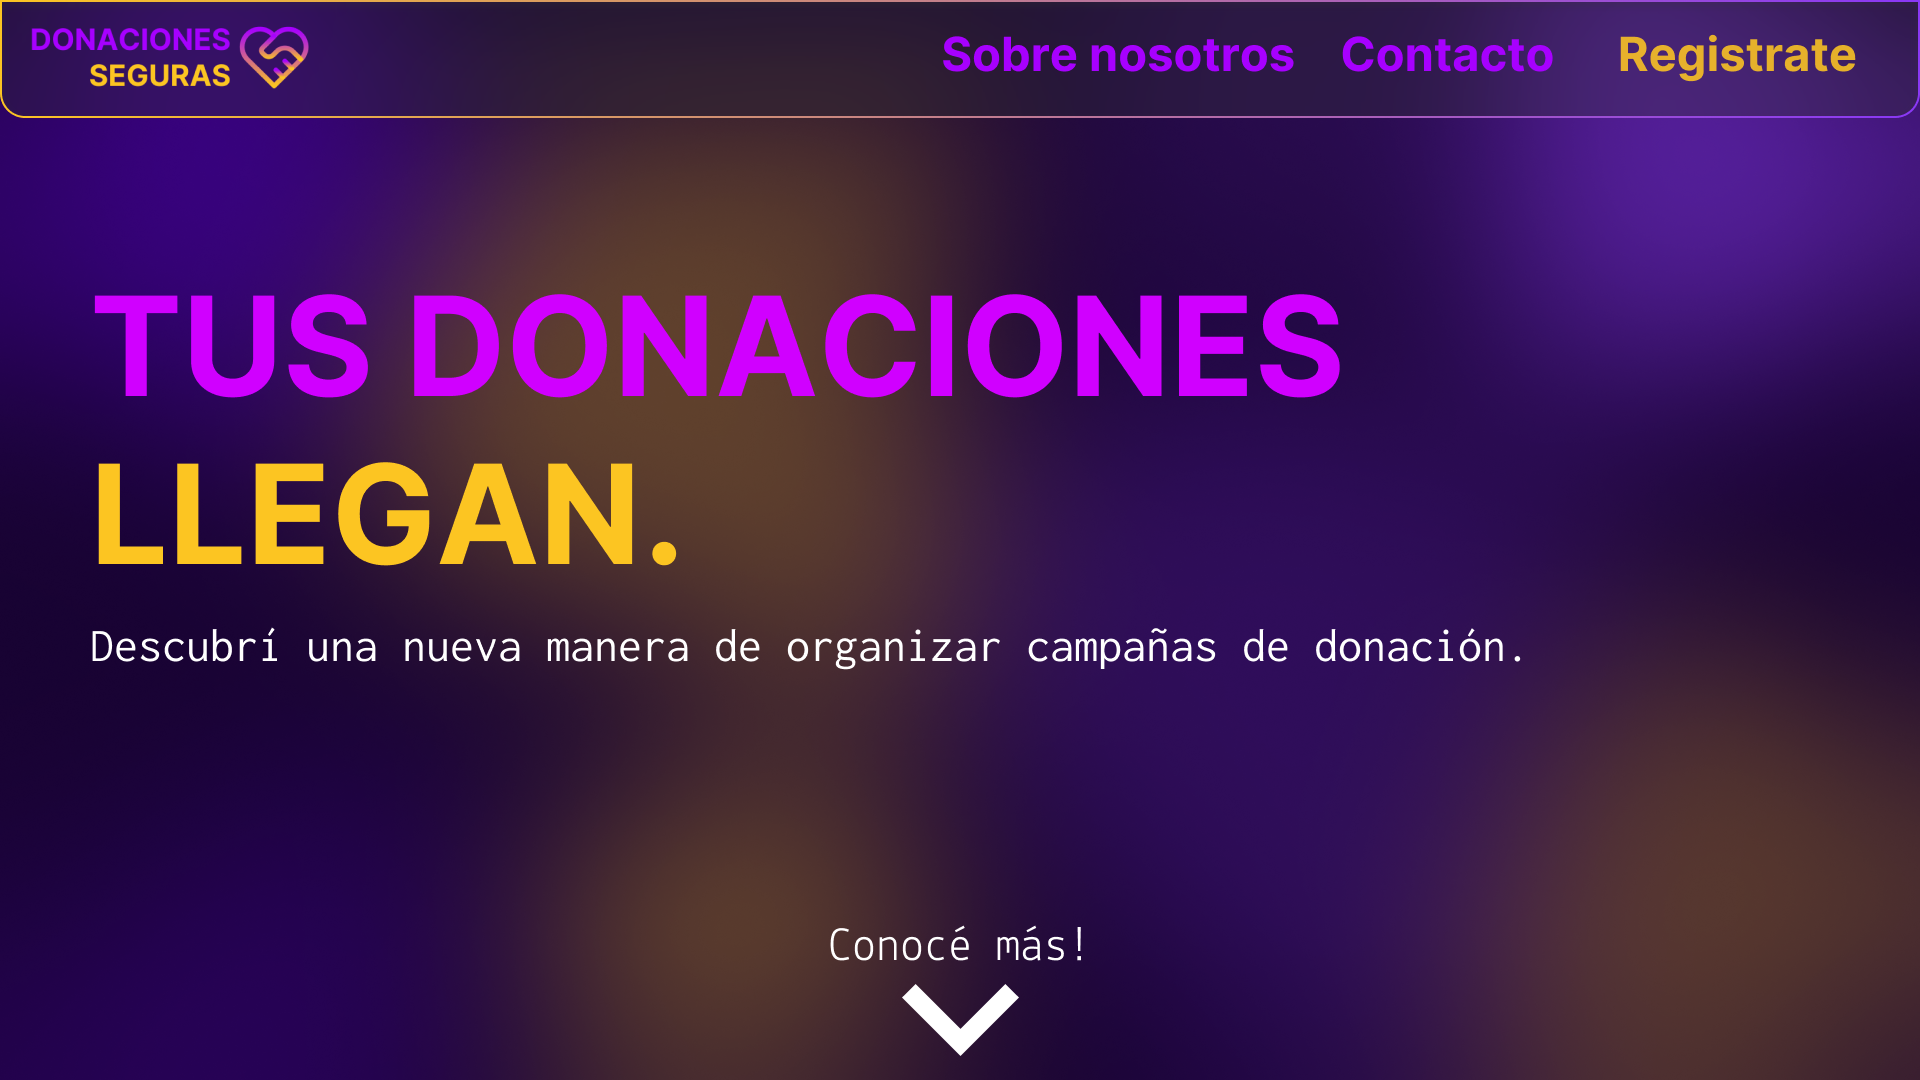 DONACIONES
SEGURAS
Sobre nosotros Contacto Registrate
TUS DONACIONES
LLEGAN.
Descubrí una nueva manera de organizar campañas de donación.
Conocé más!